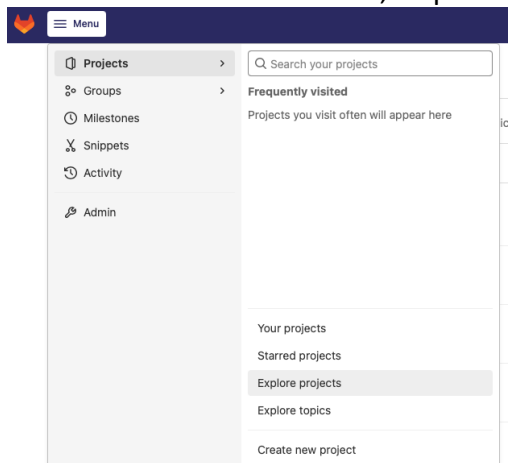 Menu
Projects
Groups
Milestones
Snippets
Activity
Admin
Search your projects
Frequently visited
Projects you visit often will appear here
Your projects
Starred projects
Explore projects
Explore topics
Create new project